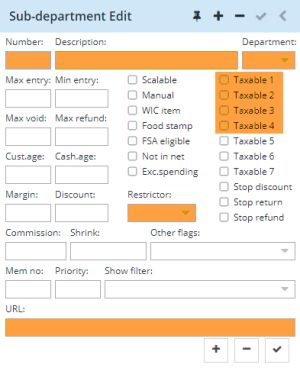 Sub-department Edit
Number: Description: Department:
Max entry: Min entry: Scalable Taxable 1
Manual Taxable 2
WIC item Taxable 3
Max void: Max refund: Food stamp Taxable 4
FSA eligible Taxable 5
Cust.age: Cash.age: Not in net Taxable 6
Exc.spending Taxable 7
Stop discount
Margin: Discount: Restrictor: Stop return
Stop refund
Commission: Shrink: Other flags:
Mem no: Priority: Show filter:
URL: